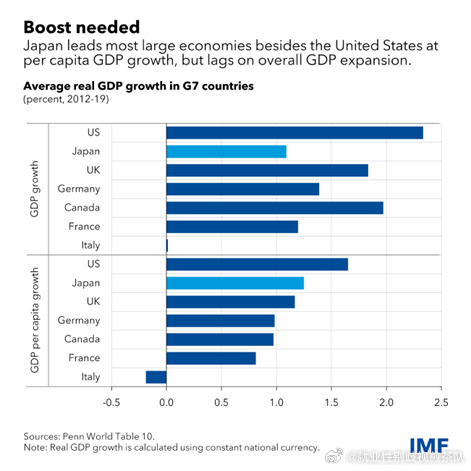 Boost needed
Japan leads most large economies besides the United States at
per capita GDP growth, but lags on overall GDP expansion.
Average real GDP growth in G7 countries
(percent, 2012-19)
GDP growth
US
Japan
UK
Germany
Canada
France
Italy
GDP per capita growth
US
Japan
UK
Germany
Canada
France
Italy
-0.5 0.0 0.5 1.0 1.5 2.0 2.5
Sources: Penn World Table 10.
Note: Real GDP growth is calculated using constant national currency.
IMF